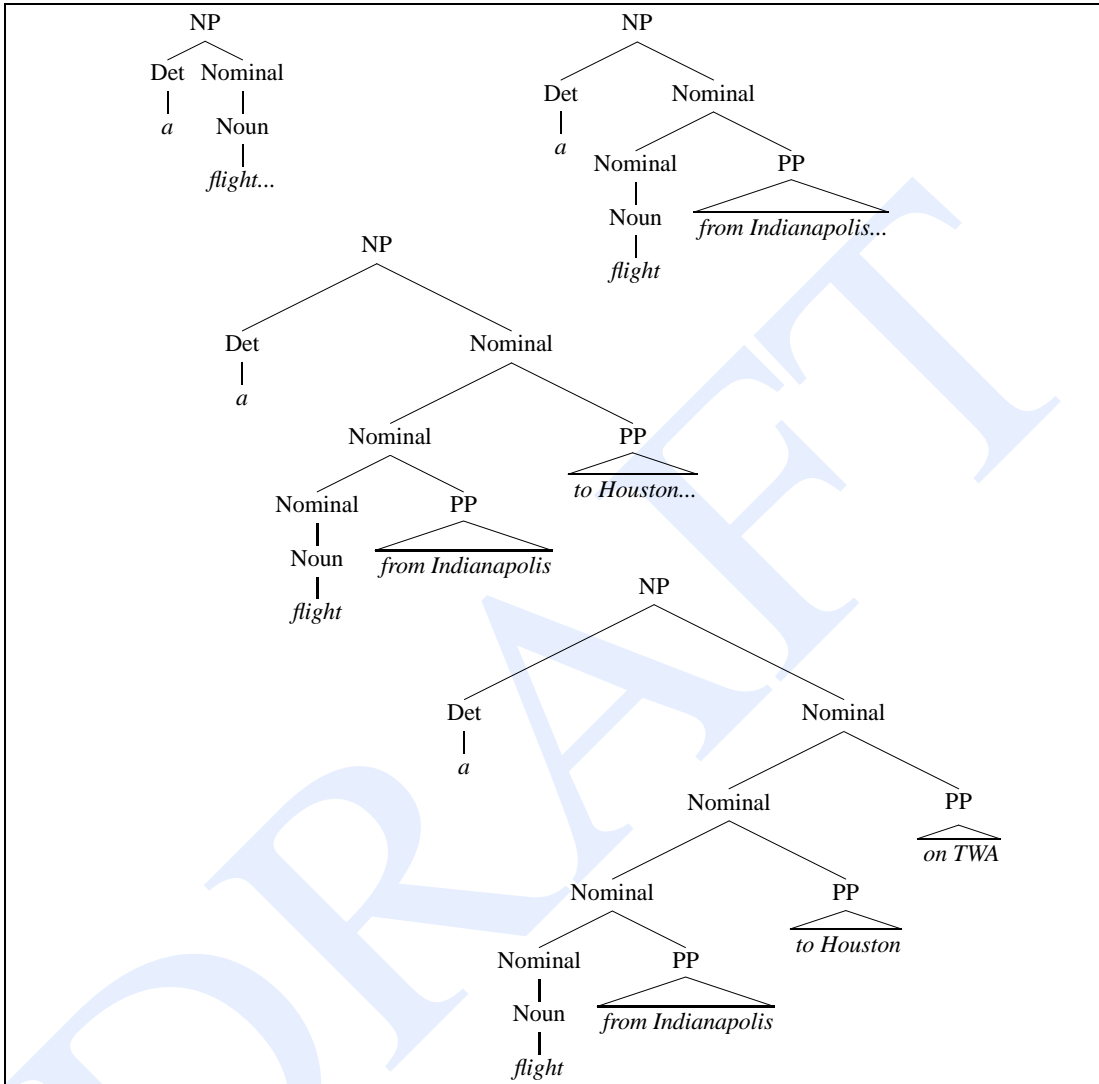 NP
Det Nominal
a Noun
flight...
NP
Det Nominal
a
Nominal PP
Noun from Indianapolis...
flight
NP
Det Nominal
a
Nominal PP
to Houston...
Nominal PP
Noun from Indianapolis
flight
NP
Det Nominal
a
Nominal PP
on TWA
Nominal PP
to Houston
Nominal PP
Noun from Indianapolis
flight
DRAFT